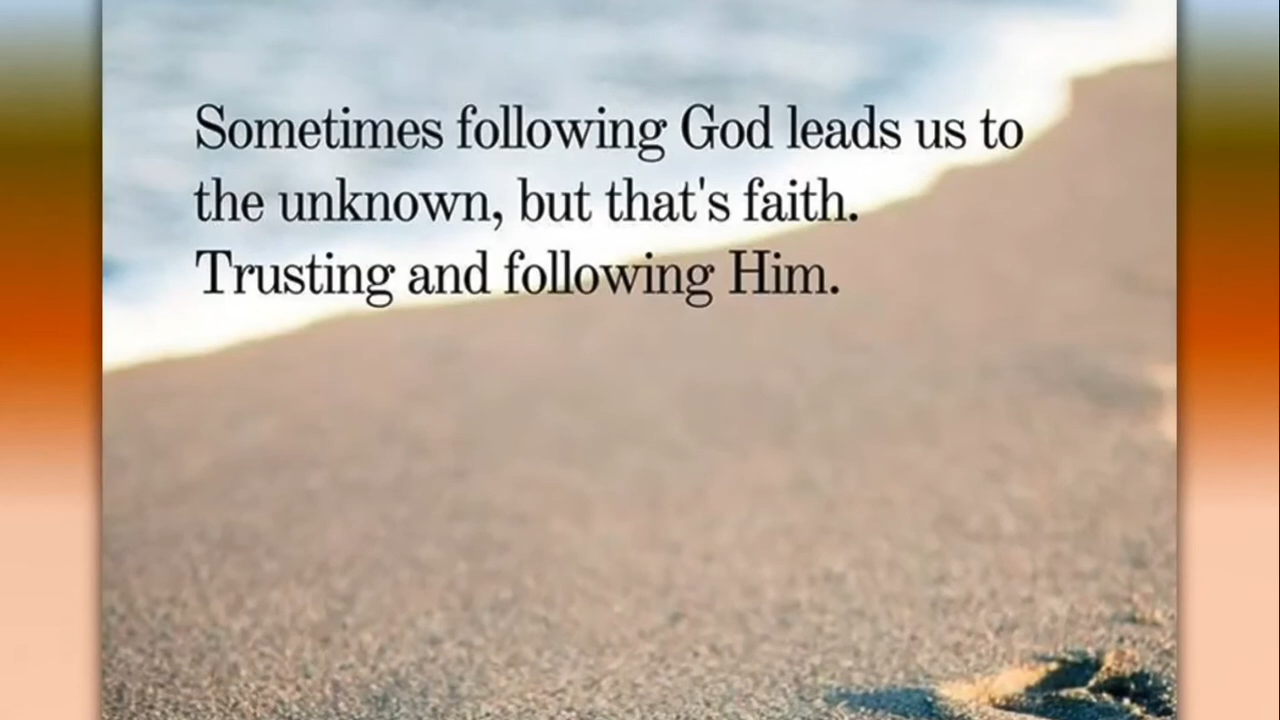 Sometimes following God leads us to
the unknown, but that's faith.
Trusting and following Him.